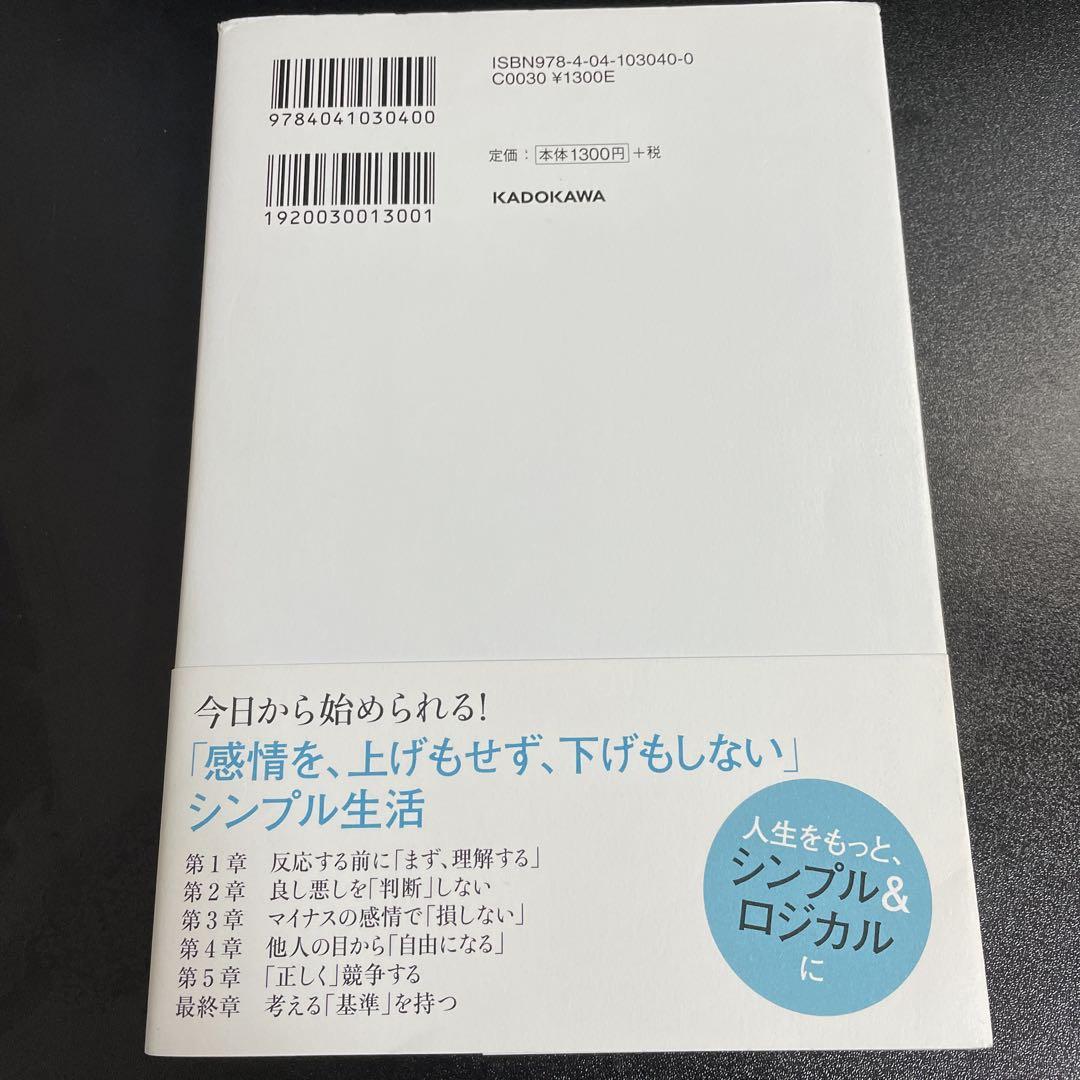 ISBN978-4-04-103040-0
C0030 ¥1300E
9784041030400
定価：本体1300円+税
1920030013001
KADOKAWA
今日から始められる！
「感情を、上げもせず、下げもしない」
シンプル生活
第1章 反応する前に「まず、理解する」
第2章 良し悪しを「判断」しない
第3章 マイナスの感情で「損しない」
第4章 他人の目から「自由になる」
第5章 「正しく」競争する
最終章 考える「基準」を持つ
人生をもっと、
シンプル&
ロジカル
に